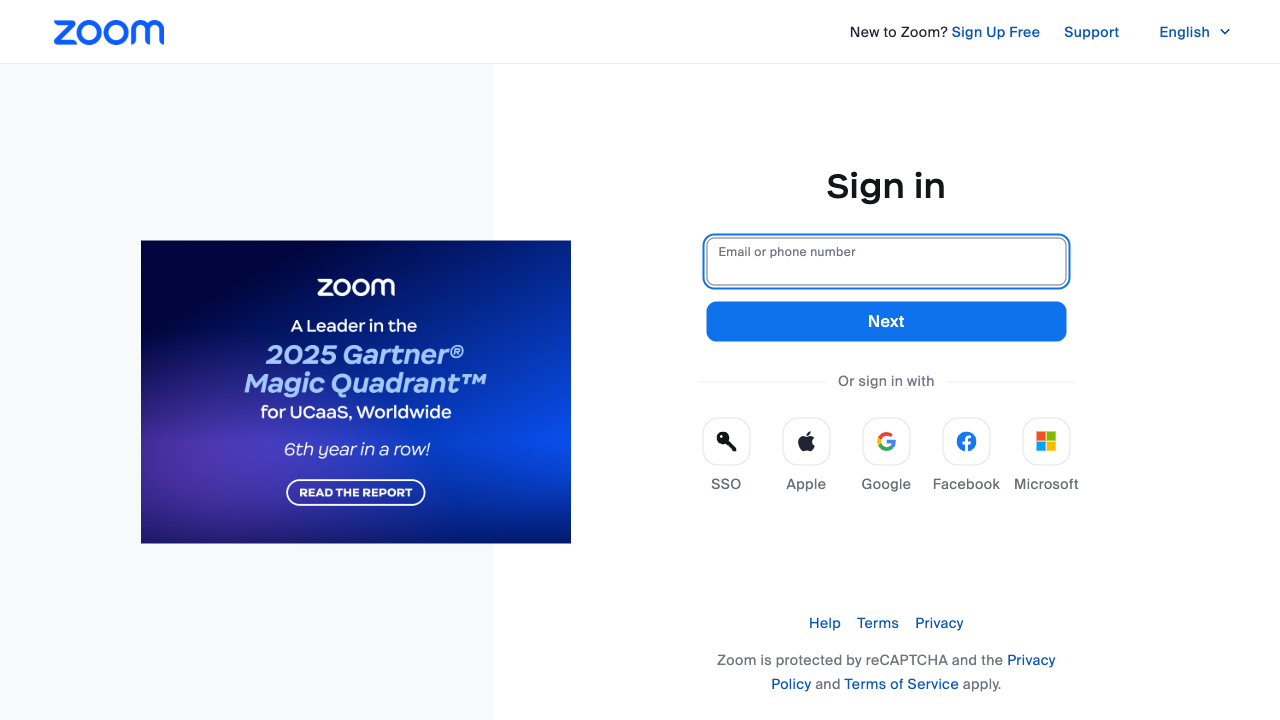 zoom
New to Zoom? Sign Up Free
Support
English
zoom
A Leader in the
2025 Gartner®
Magic Quadrant™
for UCaaS, Worldwide
6th year in a row!
READ THE REPORT
Sign in
Email or phone number
Next
Or sign in with
SSO
Apple
Google
Facebook
Microsoft
Help
Terms
Privacy
Zoom is protected by reCAPTCHA and the Privacy
Policy and Terms of Service apply.